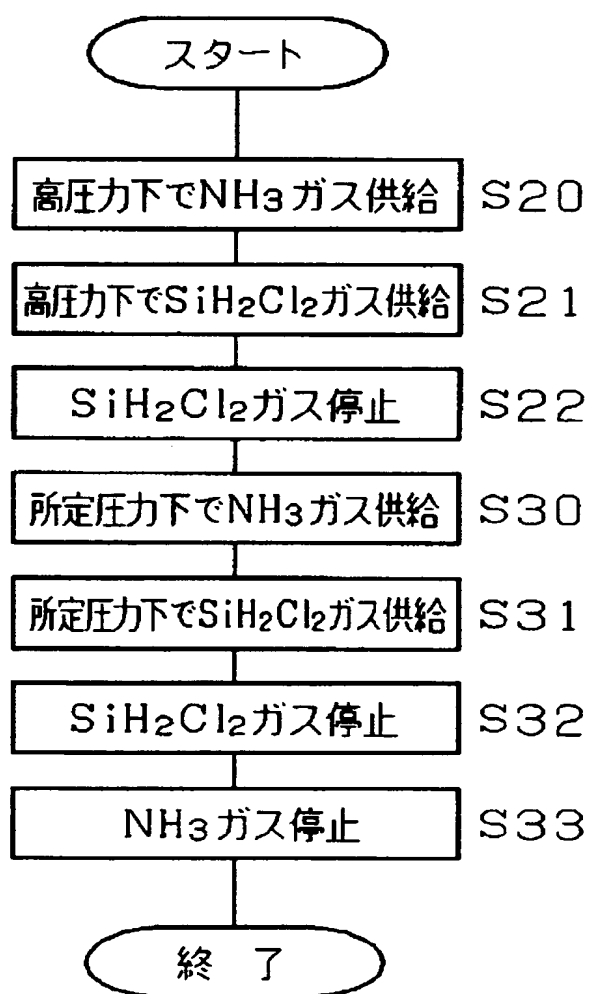 スタート
高圧力下でNH₃ガス供給 S20
高圧力下でSiH₂Cl₂ガス供給 S21
SiH₂Cl₂ガス停止 S22
所定圧力下でNH₃ガス供給 S30
所定圧力下でSiH₂Cl₂ガス供給 S31
SiH₂Cl₂ガス停止 S32
NH₃ガス停止 S33
終 了